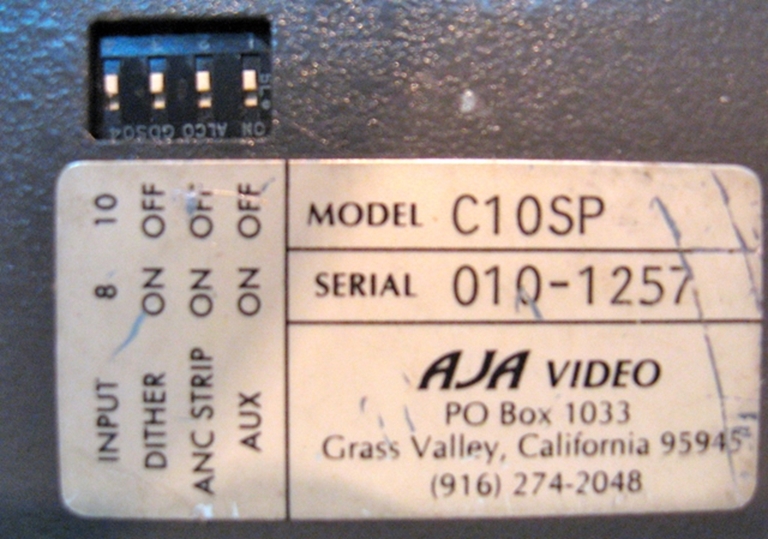 INPUT 8 10
DITHER ON OFF
ANC STRIP ON OFF
AUX ON OFF
MODEL C10SP
SERIAL 010-1257
AJA VIDEO
PO Box 1033
Grass Valley, California 95945
(916) 274-2048
ON ALCO GDS04